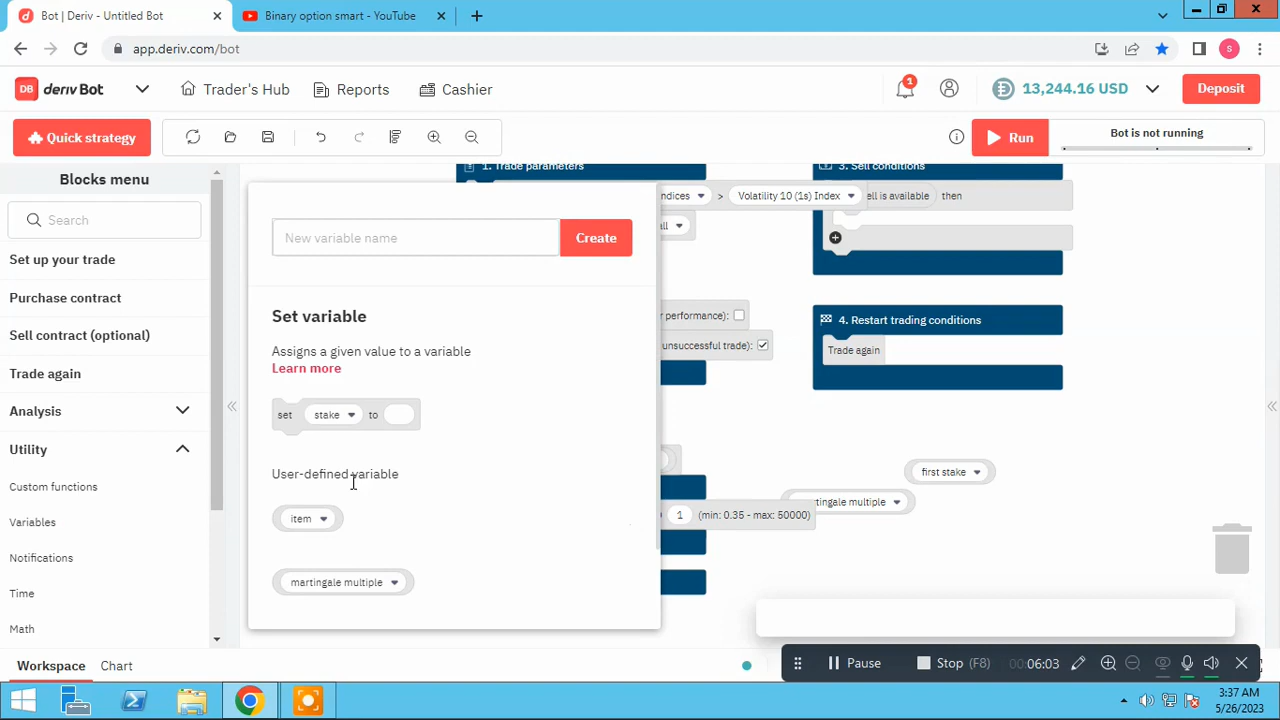 Bot | Deriv - Untitled Bot
Binary option smart - YouTube
app.deriv.com/bot
S
DB deriv Bot
Trader's Hub
Reports
Cashier
1
13,244.16 USD
Deposit
Quick strategy
Run
Bot is not running
Blocks menu
Search
Set up your trade
Purchase contract
Sell contract (optional)
Trade again
Analysis
Utility
Custom functions
Variables
Notifications
Time
Math
New variable name
Create
Set variable
Assigns a given value to a variable
Learn more
set stake to
User-defined variable
item
martingale multiple
1. Trade parameters
ndices > Volatility 10 (1s) Index
performance):
unsuccessful trade):
1 (min: 0.35 - max: 50000)
3. Sell conditions
ell is available then
4. Restart trading conditions
Trade again
first stake
tingale multiple
Workspace
Chart
Pause
Stop (F8)
00:06:03
3:37 AM
5/26/2023